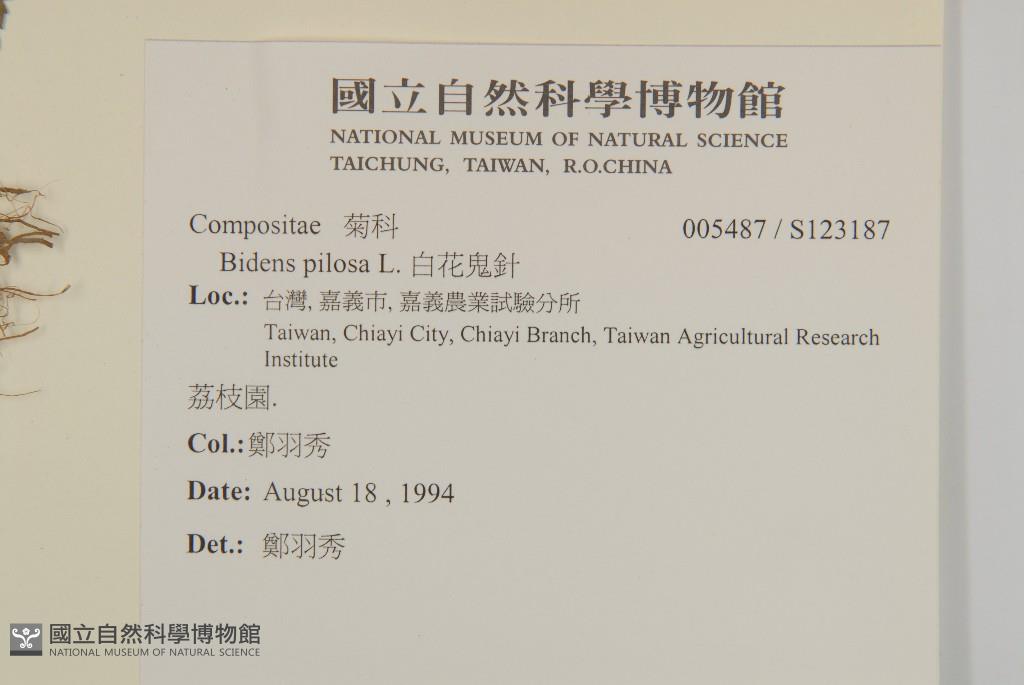 國立自然科學博物館
NATIONAL MUSEUM OF NATURAL SCIENCE
TAICHUNG, TAIWAN, R.O.CHINA
Compositae 菊科 005487 / S123187
Bidens pilosa L. 白花鬼針
Loc.: 台灣, 嘉義市, 嘉義農業試驗分所
Taiwan, Chiayi City, Chiayi Branch, Taiwan Agricultural Research
Institute
荔枝園.
Col.: 鄭羽秀
Date: August 18 , 1994
Det.: 鄭羽秀
國立自然科學博物館
NATIONAL MUSEUM OF NATURAL SCIENCE